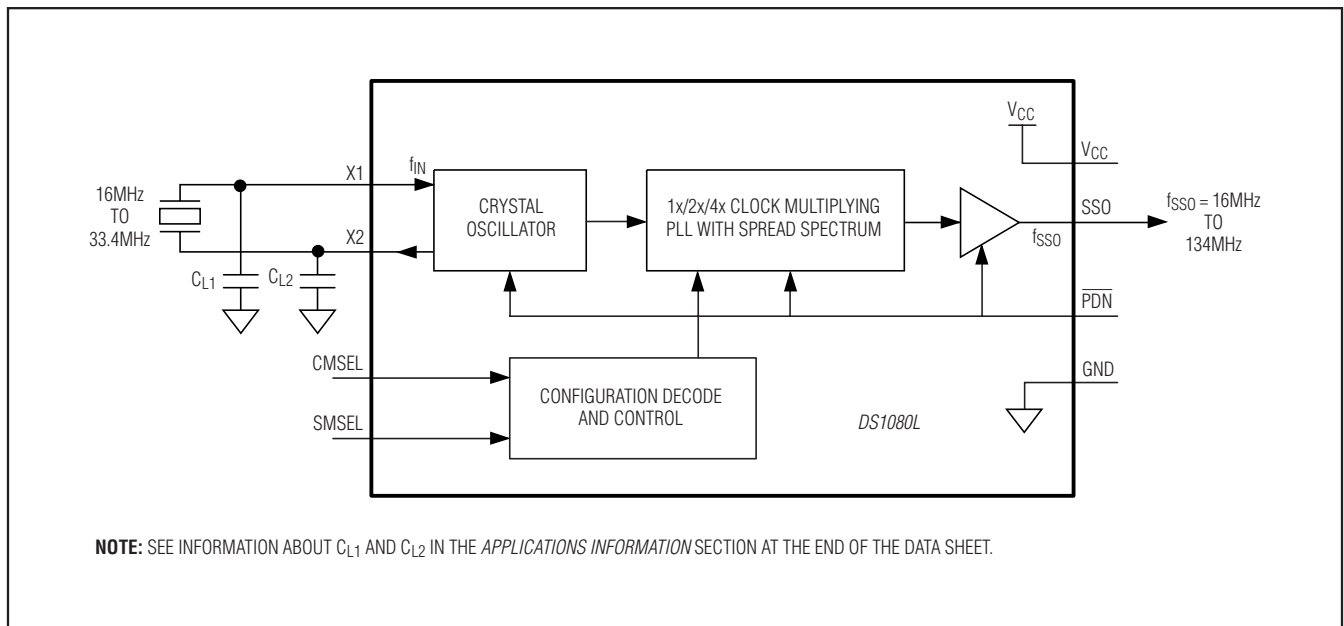 VCC
VCC
X1
fIN
16MHz
TO
33.4MHz
CRYSTAL
OSCILLATOR
1x/2x/4x CLOCK MULTIPLYING
PLL WITH SPREAD SPECTRUM
SSO
fSSO
fSSO = 16MHz
TO
134MHz
X2
CL1
CL2
PDN
CMSEL
SMSEL
CONFIGURATION DECODE
AND CONTROL
DS1080L
GND
NOTE: SEE INFORMATION ABOUT CL1 AND CL2 IN THE APPLICATIONS INFORMATION SECTION AT THE END OF THE DATA SHEET.